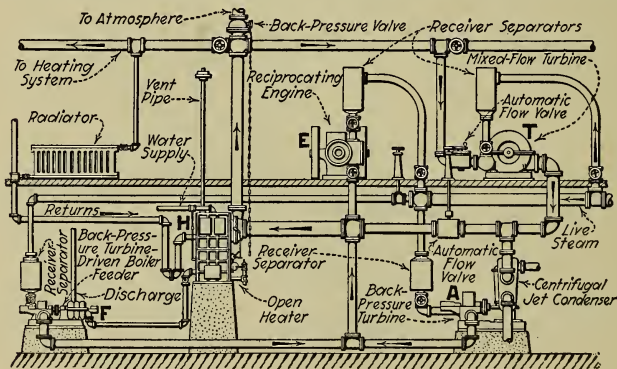 To Atmosphere
Back-Pressure Valve
Receiver Separators
To Heating
System
Vent
Pipe
Reciprocating
Engine
Mixed-Flow Turbine
Automatic
Flow Valve
Radiator
Water
Supply
E
T
Returns
H
Live
Steam
Receiver
Separator
Back-Press-
ure Turbine-
Driven Boiler
Feeder
Discharge
F
Receiver
Separator
Open
Heater
Automatic
Flow Valve
Back-
Pressure
Turbine
A
Centrifugal
Jet Condenser